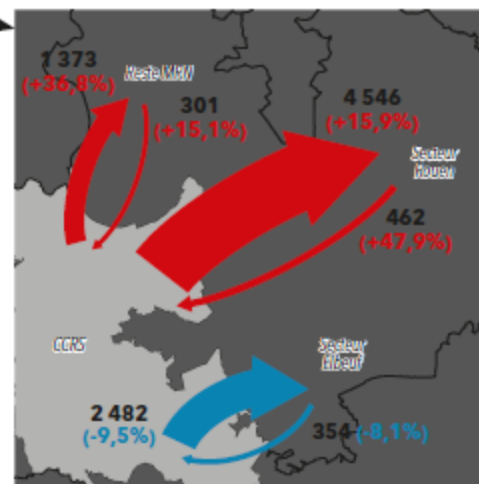 1 373
(+36,8%)
Reste MRN
301
(+15,1%)
4 546
(+15,9%)
Secteur
Rouen
462
(+47,9%)
CCRS
Secteur
Elbeuf
2 482
(-9,5%)
354 (-8,1%)